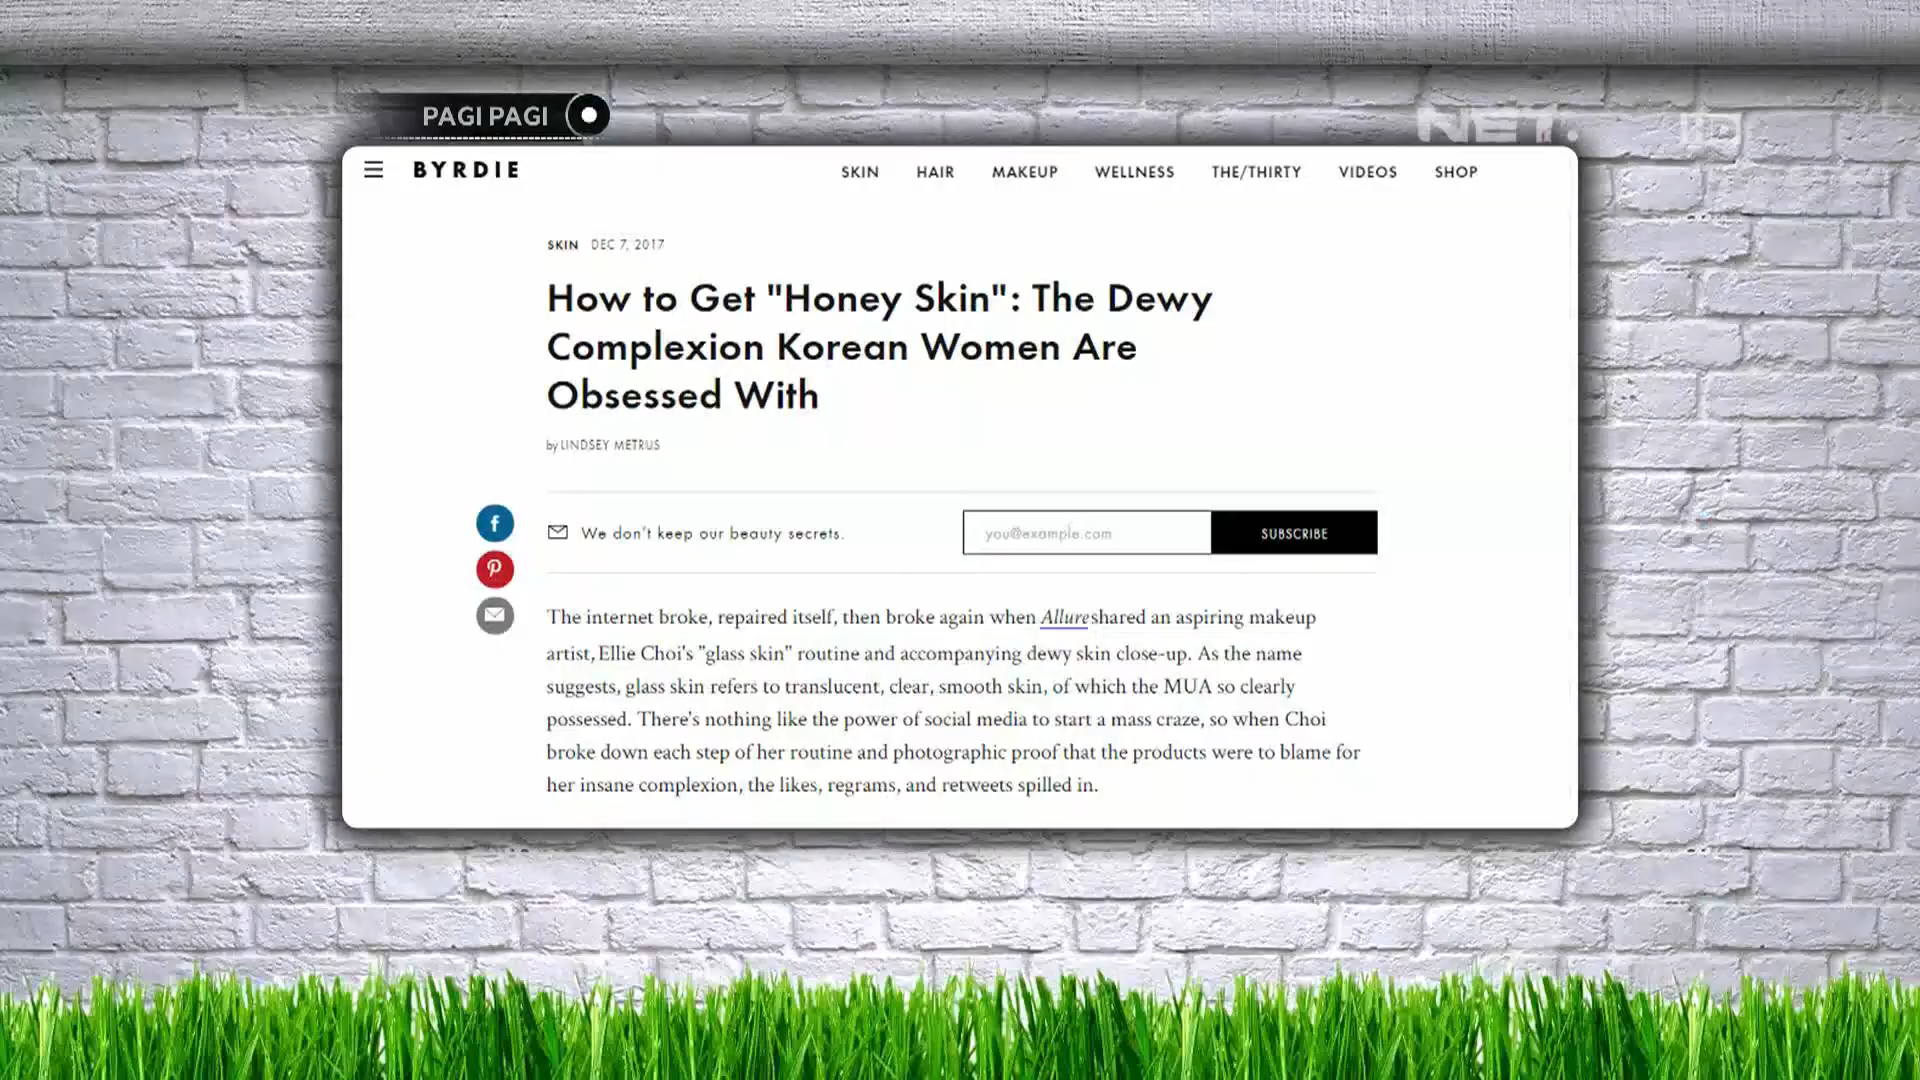 PAGI PAGI
NET.
HD
BYRDIE
SKIN HAIR MAKEUP WELLNESS THE/THIRTY VIDEOS SHOP
SKIN DEC 7, 2017
How to Get "Honey Skin": The Dewy
Complexion Korean Women Are
Obsessed With
by LINDSEY METRUS
We don't keep our beauty secrets.
you@example.com
SUBSCRIBE
The internet broke, repaired itself, then broke again when Allure shared an aspiring makeup
artist, Ellie Choi's "glass skin" routine and accompanying dewy skin close-up. As the name
suggests, glass skin refers to translucent, clear, smooth skin, of which the MUA so clearly
possessed. There's nothing like the power of social media to start a mass craze, so when Choi
broke down each step of her routine and photographic proof that the products were to blame for
her insane complexion, the likes, regrams, and retweets spilled in.